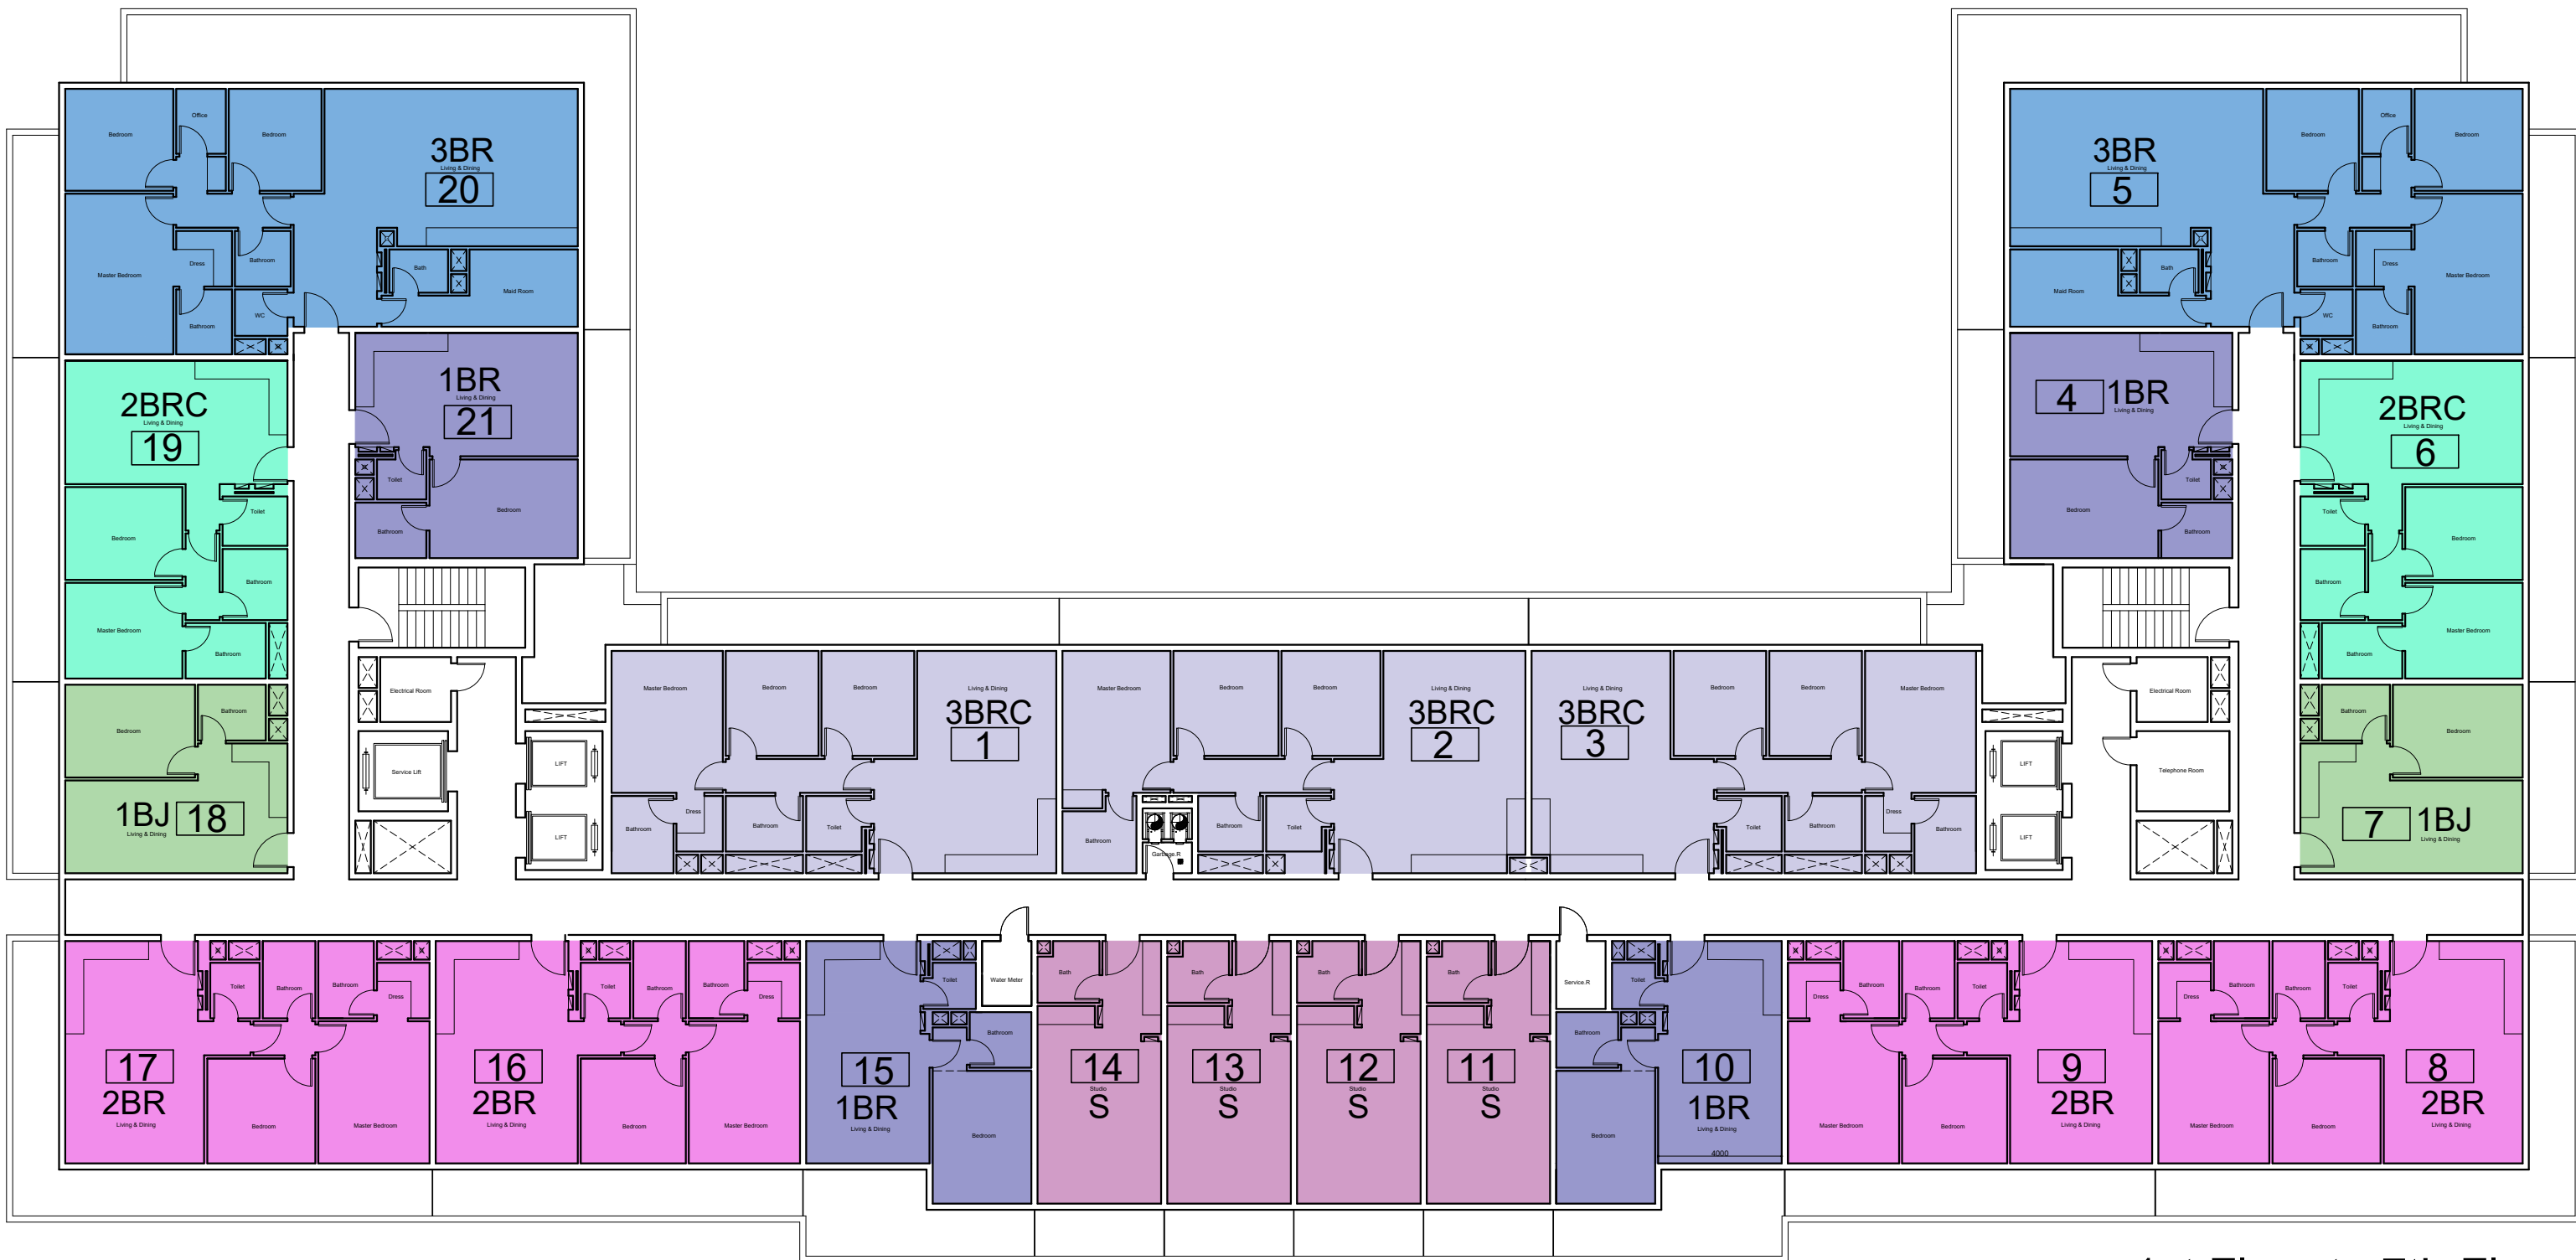 Bedroom
Office
Bedroom
3BR
Living & Dining
20
Master Bedroom
Dress
Bathroom
Bath
Maid Room
WC
Bathroom
2BRC
Living & Dining
19
Toilet
Bedroom
Bathroom
Master Bedroom
Bathroom
1BR
Living & Dining
21
Toilet
Bedroom
Bathroom
Bedroom
Bathroom
1BJ
18
Living & Dining
Electrical Room
Service Lift
LIFT
LIFT
Master Bedroom
Bedroom
Bedroom
Living & Dining
3BRC
1
Bathroom
Dress
Bathroom
Toilet
Master Bedroom
Bedroom
Bedroom
Living & Dining
3BRC
2
Bathroom
Garbage.R
Bathroom
Toilet
Living & Dining
3BRC
3
Bedroom
Bedroom
Master Bedroom
Toilet
Bathroom
Dress
Bathroom
3BR
Living & Dining
5
Bedroom
Office
Bedroom
Maid Room
Bath
Bathroom
Dress
Master Bedroom
WC
Bathroom
4
1BR
Living & Dining
Toilet
Bedroom
Bathroom
2BRC
Living & Dining
6
Toilet
Bedroom
Bathroom
Master Bedroom
Bathroom
Electrical Room
Telephone Room
LIFT
LIFT
Bathroom
Bedroom
7
1BJ
Living & Dining
Toilet
Bathroom
Bathroom
Dress
17
2BR
Living & Dining
Bedroom
Master Bedroom
Toilet
Bathroom
Bathroom
Dress
16
2BR
Living & Dining
Bedroom
Master Bedroom
Toilet
Water Meter
Bathroom
15
1BR
Living & Dining
Bedroom
Bath
14
Studio
S
Bath
13
Studio
S
Bath
12
Studio
S
Bath
11
Studio
S
Service.R
Toilet
Bathroom
10
1BR
Living & Dining
Bedroom
4000
Dress
Bathroom
Bathroom
Toilet
9
2BR
Living & Dining
Master Bedroom
Bedroom
Dress
Bathroom
Bathroom
Toilet
8
2BR
Living & Dining
Master Bedroom
Bedroom